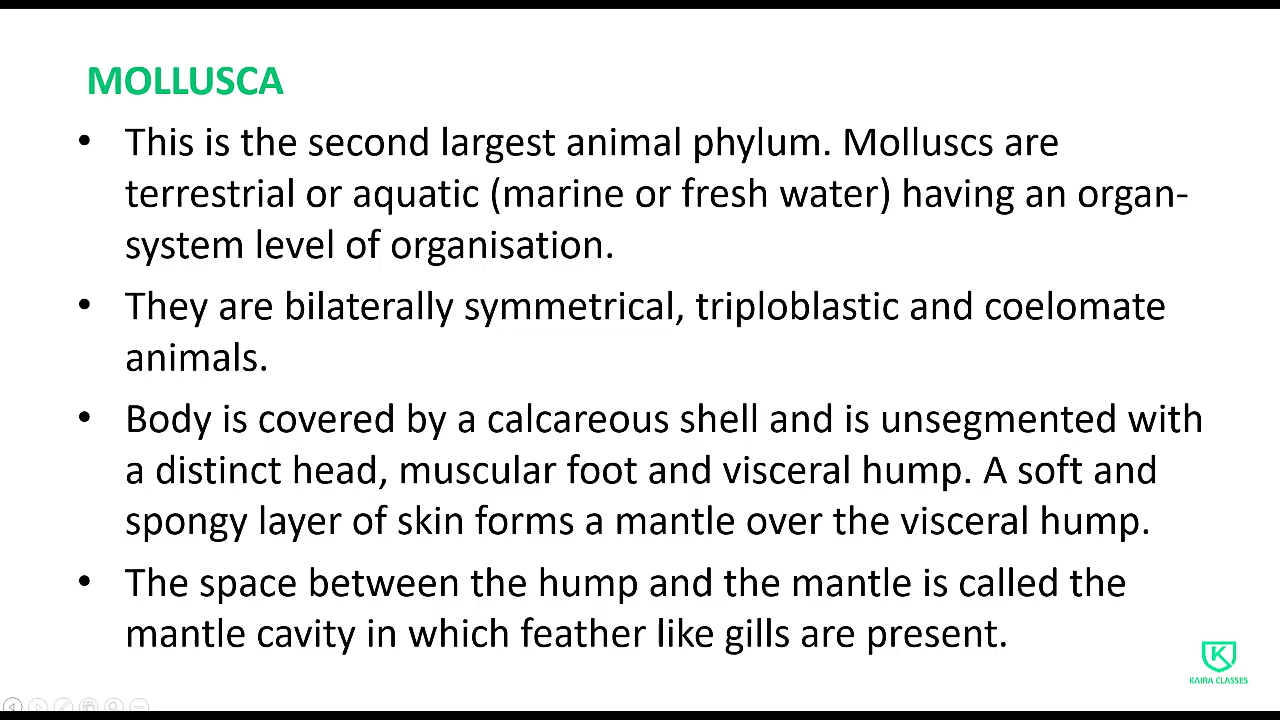 MOLLUSCA
• This is the second largest animal phylum. Molluscs are
terrestrial or aquatic (marine or fresh water) having an organ-
system level of organisation.
• They are bilaterally symmetrical, triploblastic and coelomate
animals.
• Body is covered by a calcareous shell and is unsegmented with
a distinct head, muscular foot and visceral hump. A soft and
spongy layer of skin forms a mantle over the visceral hump.
• The space between the hump and the mantle is called the
mantle cavity in which feather like gills are present.
K
KAIRA CLASSES